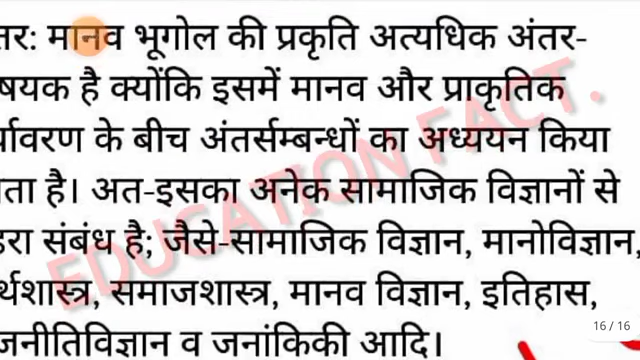 तर: मानव भूगोल की प्रकृति अत्यधिक अंतर-
षयक है क्योंकि इसमें मानव और प्राकृतिक
र्यावरण के बीच अंतर्सम्बन्धों का अध्ययन किया
ता है। अत-इसका अनेक सामाजिक विज्ञानों से
हरा संबंध है; जैसे-सामाजिक विज्ञान, मानोविज्ञान,
र्थशास्त्र, समाजशास्त्र, मानव विज्ञान, इतिहास,
जनीतिविज्ञान व जनांकिकी आदि।
EDUCATION FACT.
16 / 16